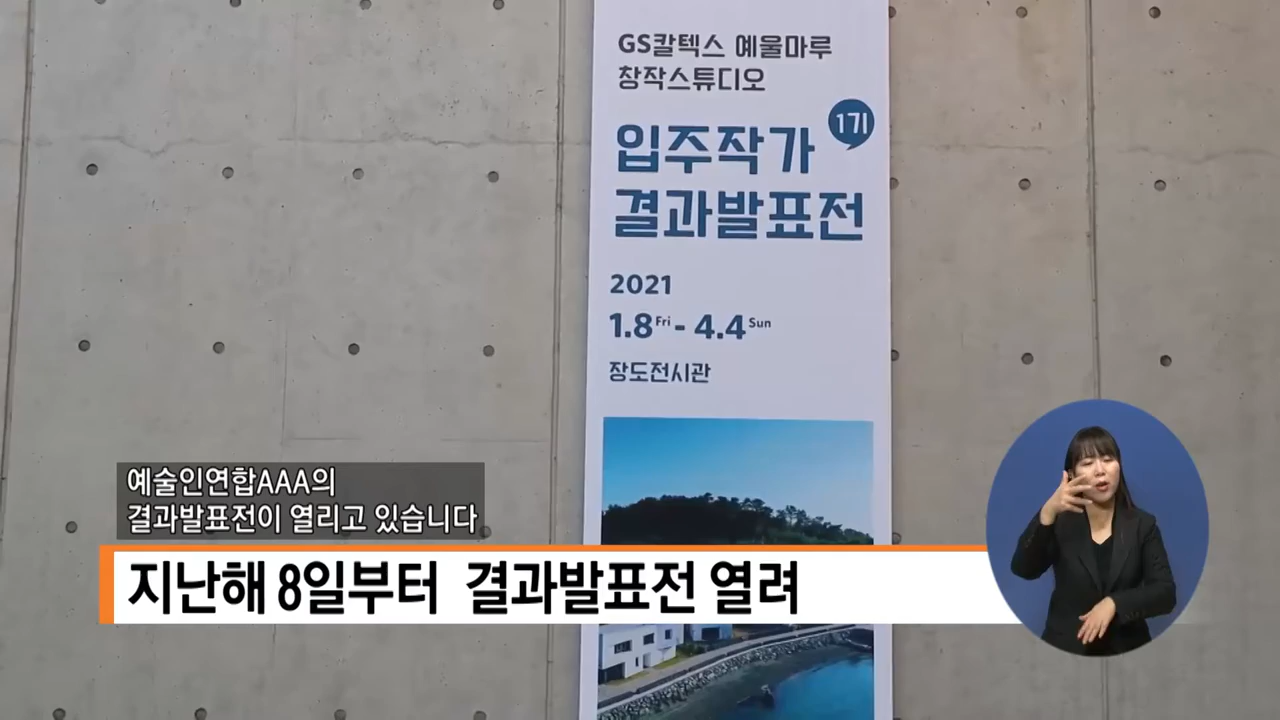 GS칼텍스 예울마루
창작스튜디오
1기
입주작가
결과발표전
2021
1.8 Fri - 4.4 Sun
장도전시관
예술인연합AAA의
결과발표전이 열리고 있습니다
지난해 8일부터 결과발표전 열려